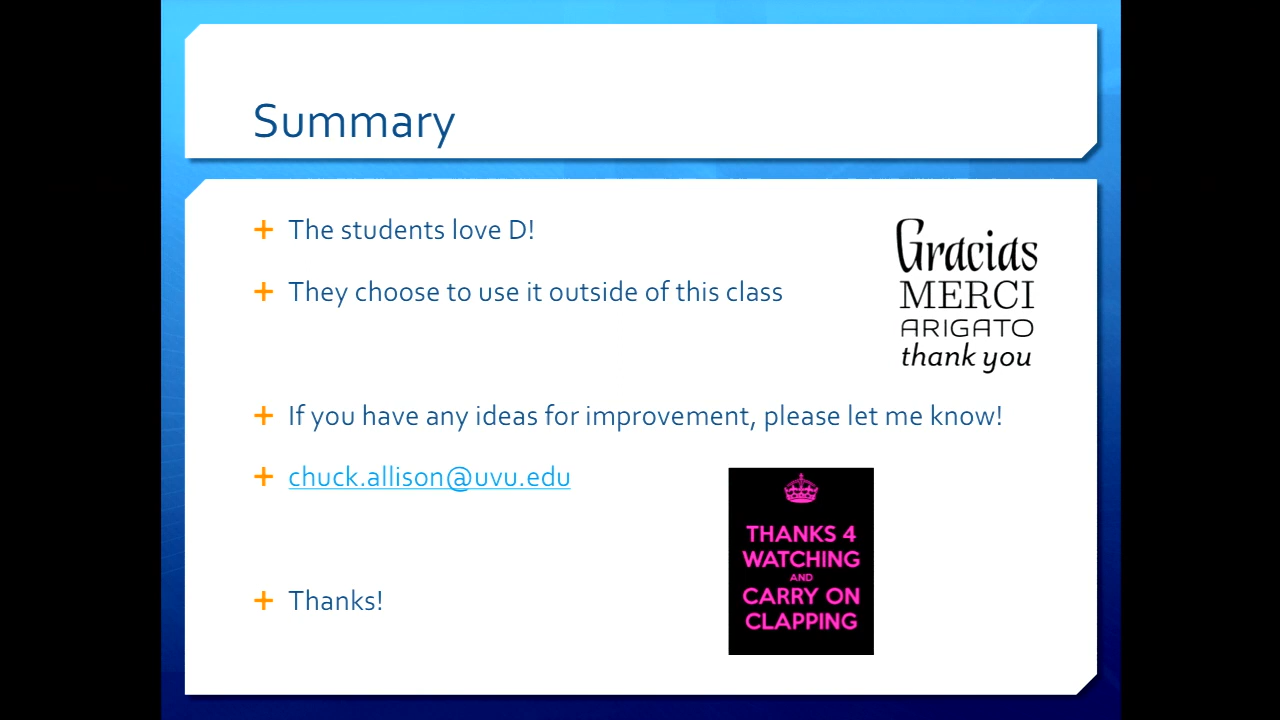 Summary
The students love D!
They choose to use it outside of this class
Gracias
MERCI
ARIGATO
thank you
If you have any ideas for improvement, please let me know!
chuck.allison@uvu.edu
THANKS 4
WATCHING
AND
CARRY ON
CLAPPING
Thanks!